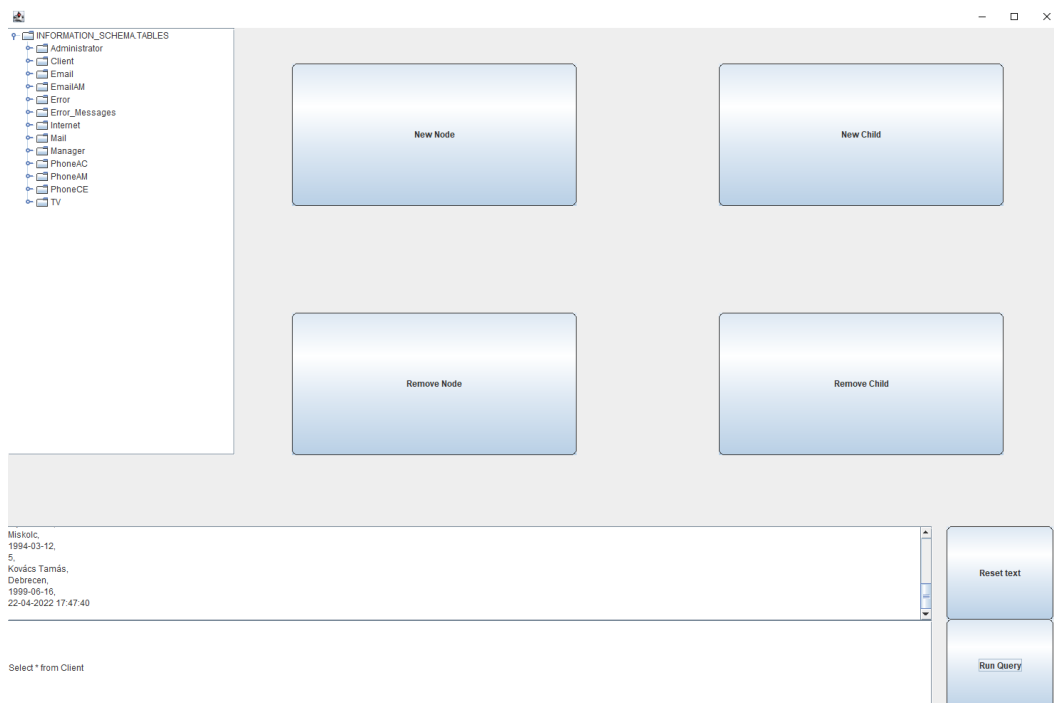 INFORMATION_SCHEMA.TABLES
Administrator
Client
Email
EmailAM
Error
Error_Messages
Internet
Mail
Manager
PhoneAC
PhoneAM
PhoneCE
TV
New Node
New Child
Remove Node
Remove Child
Miskolc,
1994-03-12,
5,
Kovács Tamás,
Debrecen,
1999-06-16,
22-04-2022 17:47:40
Reset text
Select * from Client
Run Query